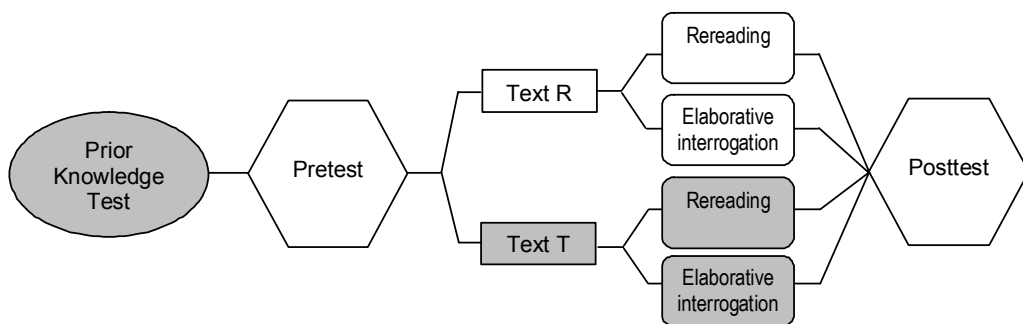 Prior
Knowledge
Test
Pretest
Text R
Rereading
Elaborative
interrogation
Text T
Rereading
Elaborative
interrogation
Posttest